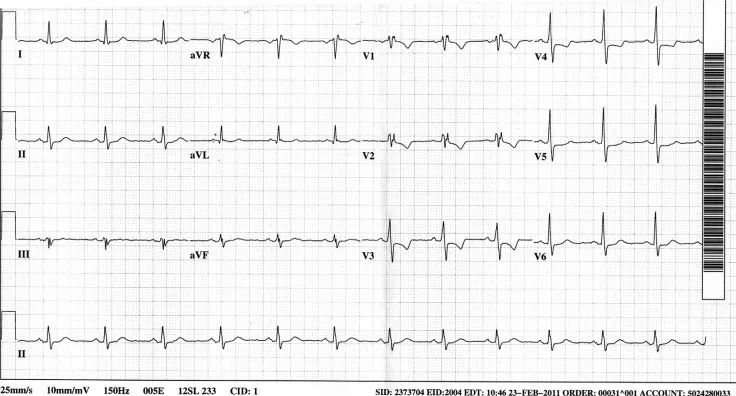 I aVR V1 V4
II aVL V2 V5
III aVF V3 V6
II
25mm/s 10mm/mV 150Hz 005E 12SL 233 CID: 1 SID: 2373704 EID:2004 EDT: 10:46 23-FEB-2011 ORDER: 00031^001 ACCOUNT: 5024280033